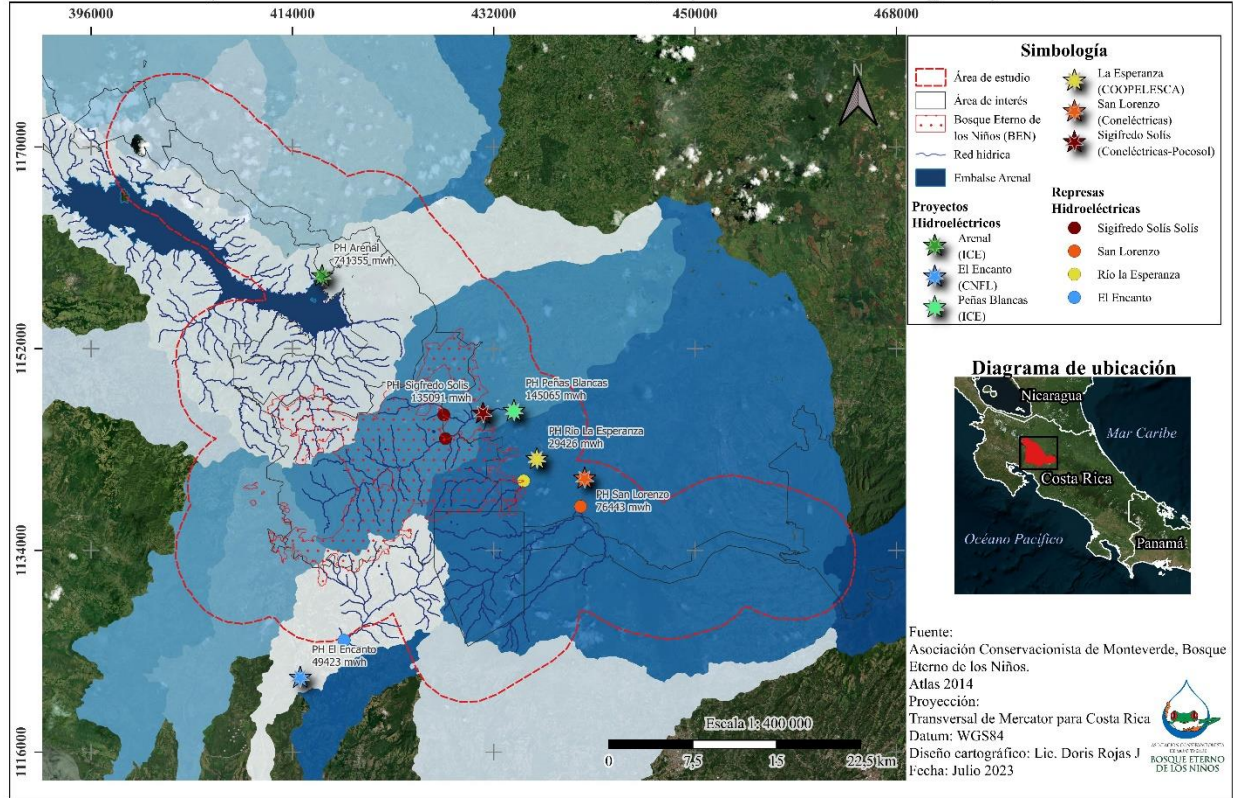 396000
414000
432000
450000
468000
1170000
1152000
1134000
1116000
N
PH Arenal
741355 mwh
PH Sigfredo Solis
135091 mwh
PH Peñas Blancas
145065 mwh
PH Rio La Esperanza
29426 mwh
PH San Lorenzo
76443 mwh
PH El Encanto
49423 mwh
Escala 1: 400 000
0
7,5
15
22,5 km
Simbología
Área de estudio
Área de interés
Bosque Eterno de
los Niños (BEN)
Red hídrica
Embalse Arenal
La Esperanza
(COOPELESCA)
San Lorenzo
(Coneléctricas)
Sigifredo Solís
(Coneléctricas-Pocosol)
Proyectos
Hidroeléctricos
Arenal
(ICE)
El Encanto
(CNFL)
Peñas Blancas
(ICE)
Represas
Hidroeléctricas
Sigifredo Solís Solís
San Lorenzo
Río la Esperanza
El Encanto
Diagrama de ubicación
Nicaragua
Mar Caribe
Costa Rica
Océano Pacífico
Panamá
Fuente:
Asociación Conservacionista de Monteverde, Bosque
Eterno de los Niños.
Atlas 2014
Proyección:
Transversal de Mercator para Costa Rica
Datum: WGS84
Diseño cartográfico: Lic. Doris Rojas J
Fecha: Julio 2023
BOSQUE ETERNO
DE LOS NIÑOS